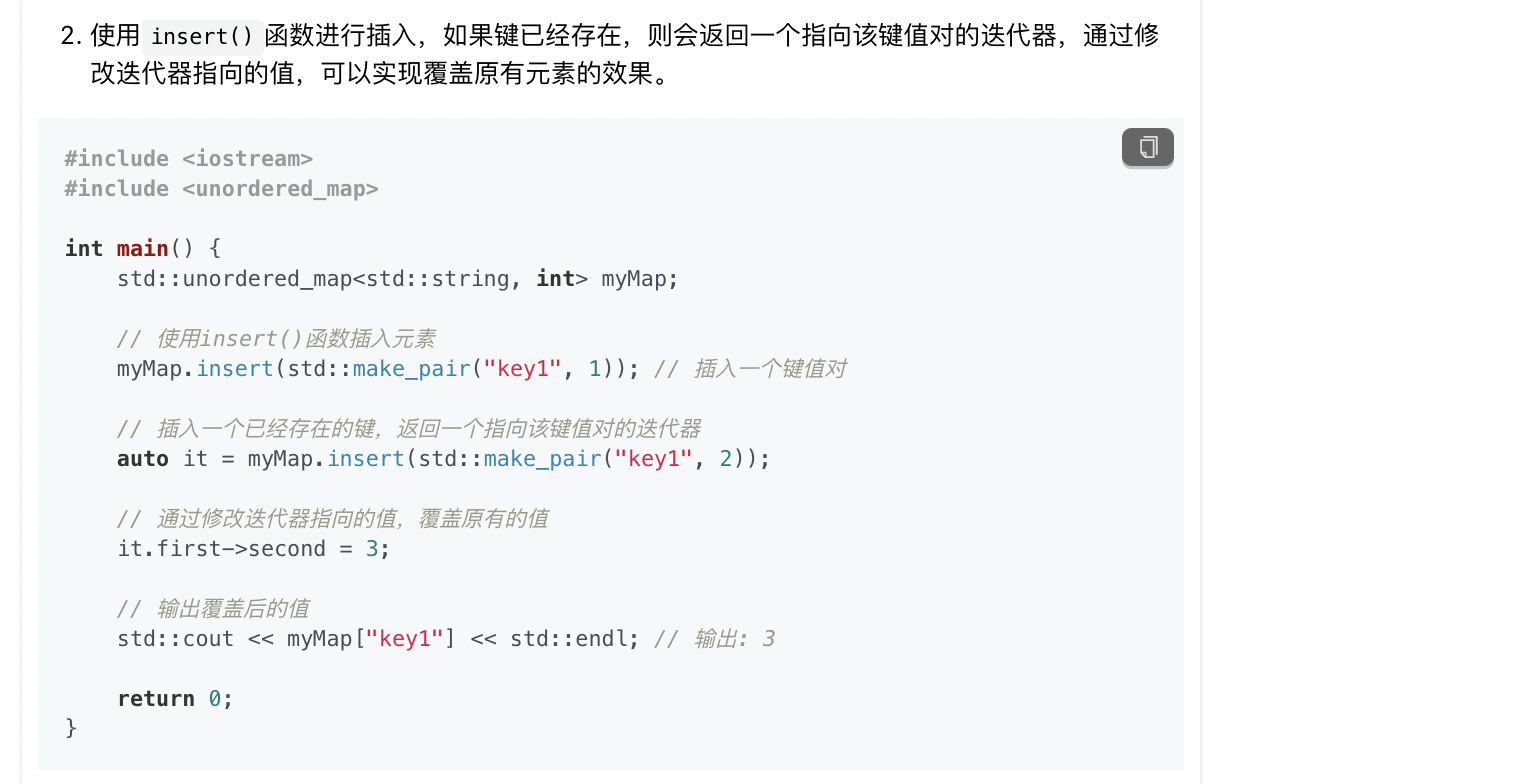 2. 使用 insert() 函数进行插入，如果键已经存在，则会返回一个指向该键值对的迭代器，通过修
改迭代器指向的值，可以实现覆盖原有元素的效果。
#include <iostream>
#include <unordered_map>
int main() {
    std::unordered_map<std::string, int> myMap;
    // 使用insert()函数插入元素
    myMap.insert(std::make_pair("key1", 1)); // 插入一个键值对
    // 插入一个已经存在的键，返回一个指向该键值对的迭代器
    auto it = myMap.insert(std::make_pair("key1", 2));
    // 通过修改迭代器指向的值，覆盖原有的值
    it.first->second = 3;
    // 输出覆盖后的值
    std::cout << myMap["key1"] << std::endl; // 输出: 3
    return 0;
}